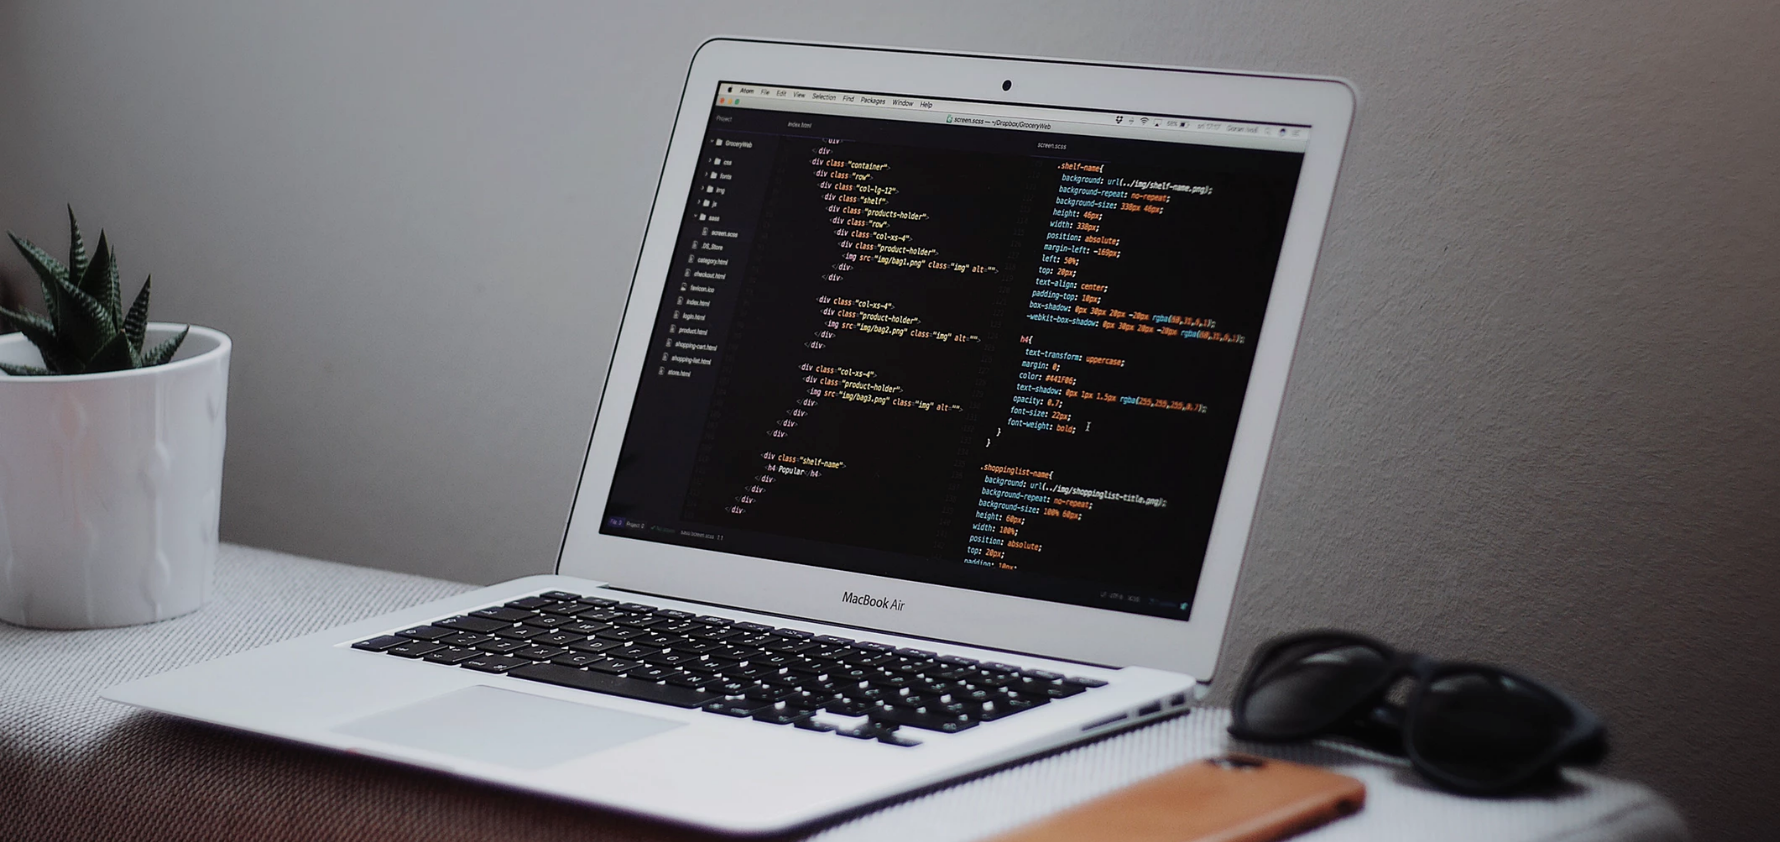 Atom File Edit View Selection Find Packages Window Help
screen.scss — ~/Dropbox/GroceryWeb
Project
GroceryWeb
css
fonts
img
js
sass
screen.scss
.DS_Store
category.html
checkout.html
favicon.ico
index.html
login.html
product.html
shopping-cart.html
shopping-list.html
store.html
index.html
</div>
</div>
<div class="container">
<div class="row">
<div class="col-lg-12">
<div class="shelf">
<div class="products-holder">
<div class="row">
<div class="col-xs-4">
<div class="product-holder">
<img src="img/bag1.png" class="img" alt="">
</div>
</div>
<div class="col-xs-4">
<div class="product-holder">
<img src="img/bag2.png" class="img" alt="">
</div>
</div>
<div class="col-xs-4">
<div class="product-holder">
<img src="img/bag3.png" class="img" alt="">
</div>
</div>
</div>
</div>
<div class="shelf-name">
<h4>Popular</h4>
</div>
</div>
</div>
</div>
screen.scss
.shelf-name{
background: url(../img/shelf-name.png);
background-repeat: no-repeat;
background-size: 338px 46px;
height: 46px;
width: 338px;
position: absolute;
margin-left: -169px;
left: 50%;
top: 20px;
text-align: center;
padding-top: 10px;
box-shadow: 0px 30px 20px -20px
-webkit-box-shadow: 0px 30px 20px -20px
h4{
text-transform: uppercase;
margin: 0;
color: #441F06;
text-shadow: 0px 1px 1.5px rgba(255,255,255,0.7);
opacity: 0.7;
font-size: 22px;
font-weight: bold;
}
}
.shoppinglist-name{
background: url(../img/shoppinglist-title.png);
background-repeat: no-repeat;
background-size: 100% 60px;
height: 60px;
width: 100%;
position: absolute;
top: 20px;
padding: 10px;
MacBook Air